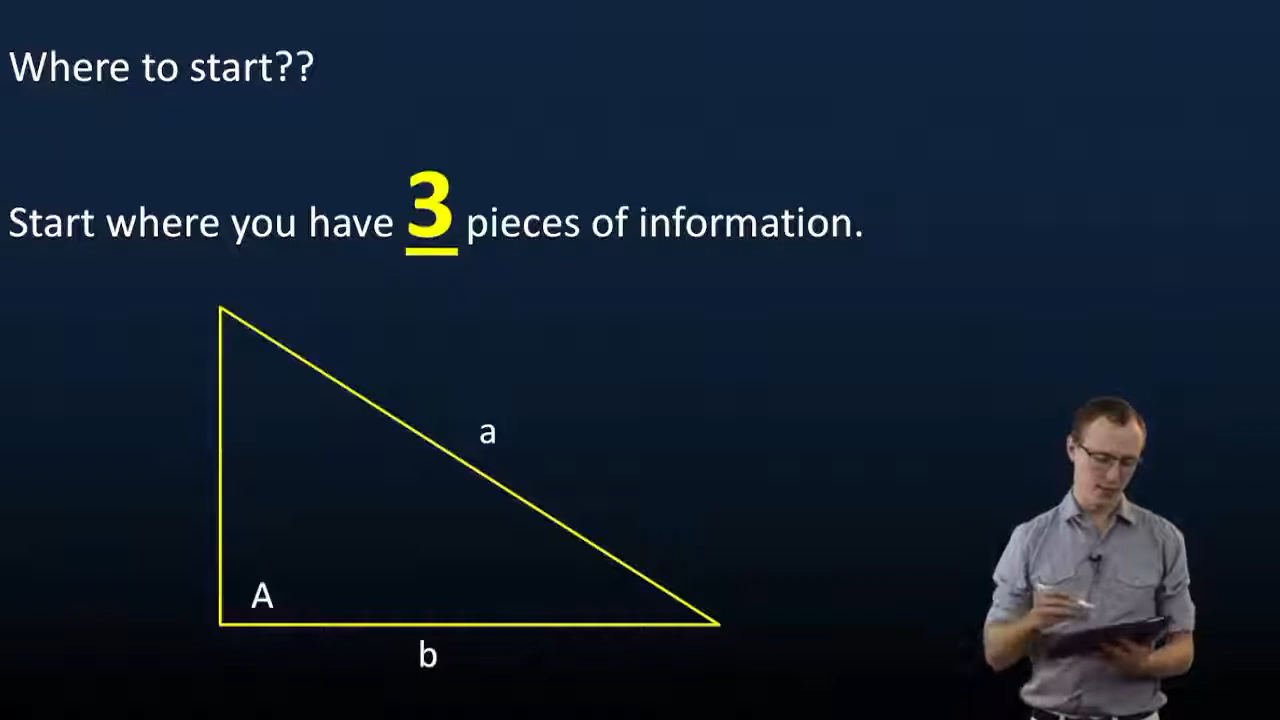 Where to start??
Start where you have 3 pieces of information.
a
A
b